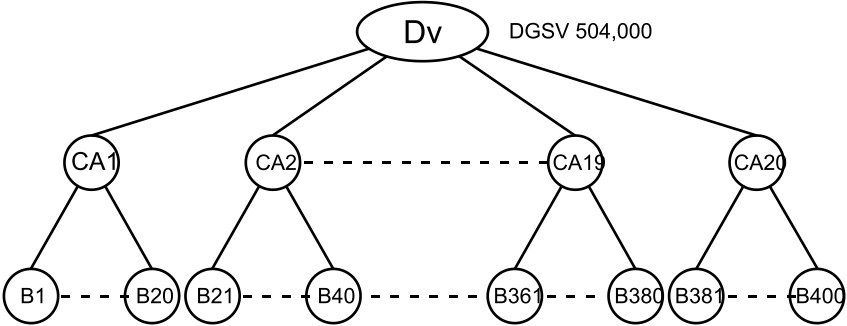 Dv
DGSV 504,000
CA1
CA2
CA19
CA20
B1
B20
B21
B40
B361
B380
B381
B400